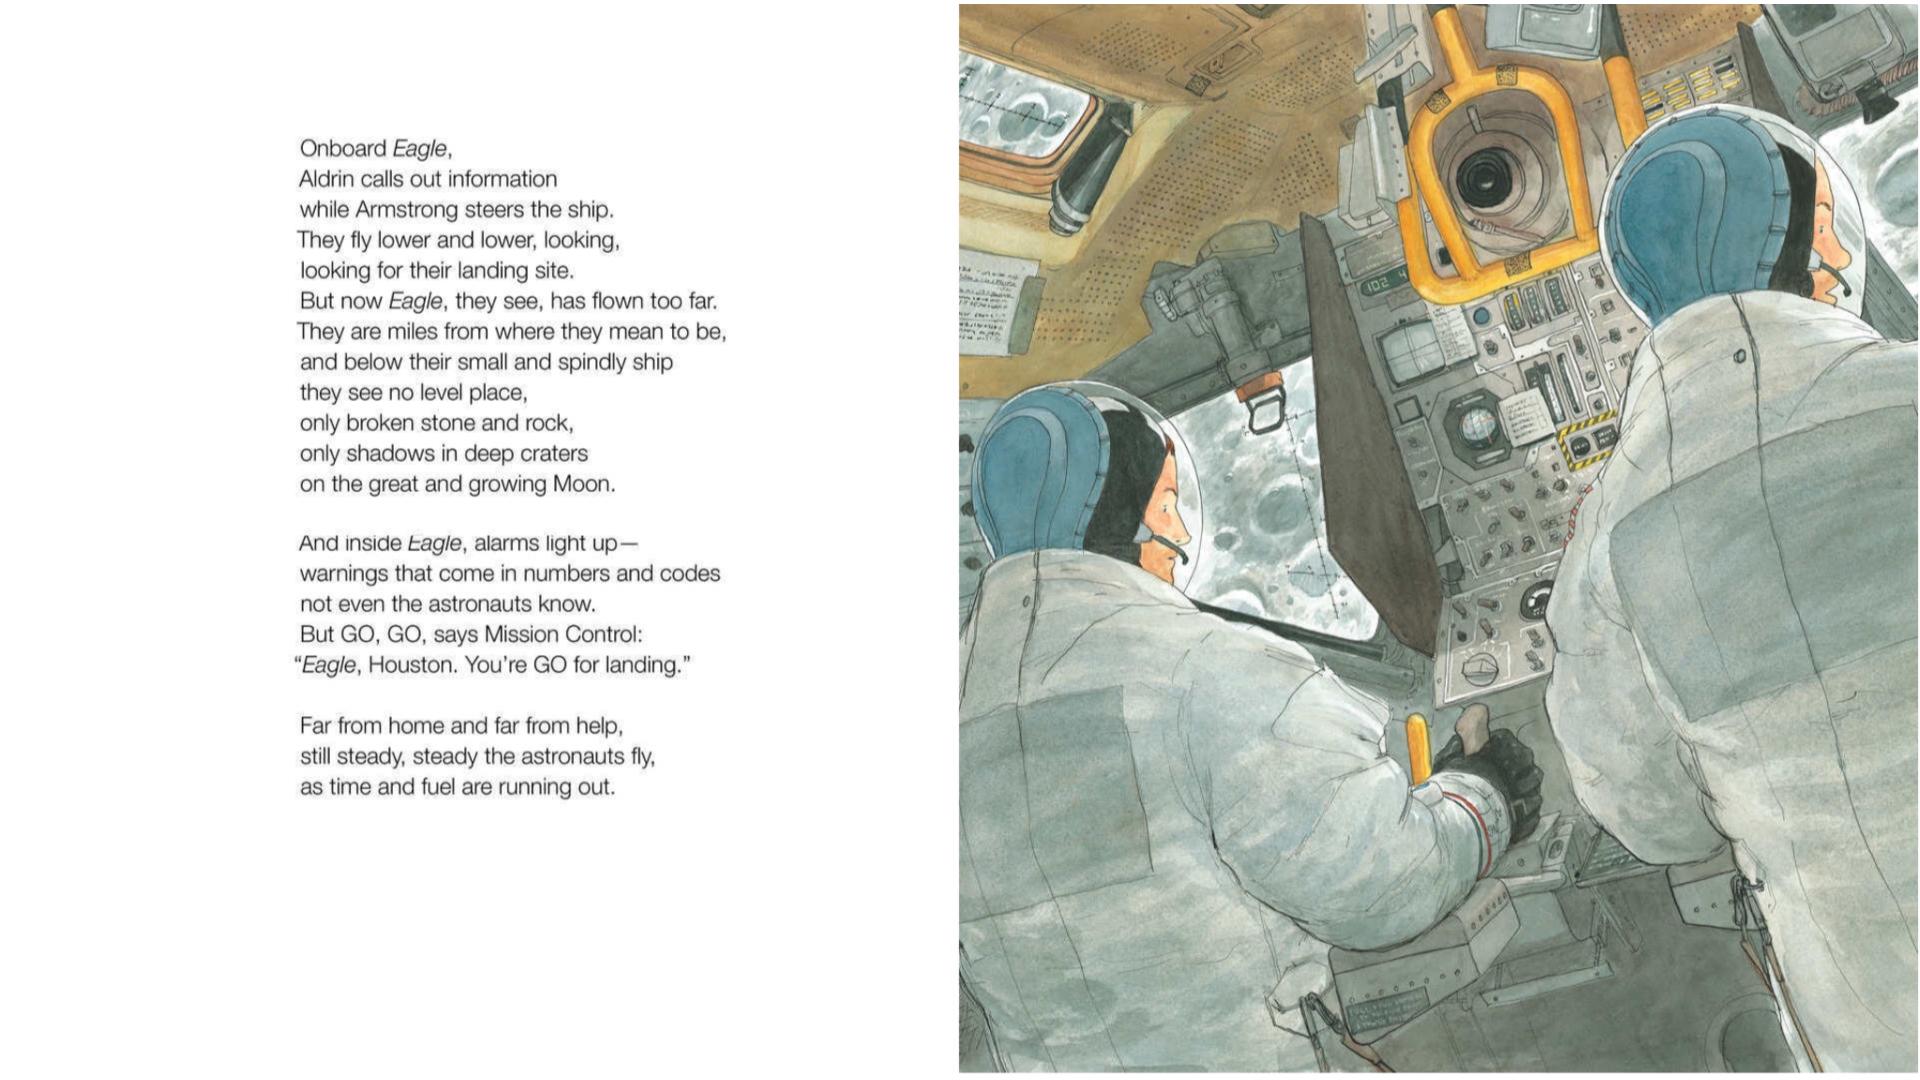 Onboard Eagle,
Aldrin calls out information
while Armstrong steers the ship.
They fly lower and lower, looking,
looking for their landing site.
But now Eagle, they see, has flown too far.
They are miles from where they mean to be,
and below their small and spindly ship
they see no level place,
only broken stone and rock,
only shadows in deep craters
on the great and growing Moon.
And inside Eagle, alarms light up—
warnings that come in numbers and codes
not even the astronauts know.
But GO, GO, says Mission Control:
“Eagle, Houston. You’re GO for landing.”
Far from home and far from help,
still steady, steady the astronauts fly,
as time and fuel are running out.
102